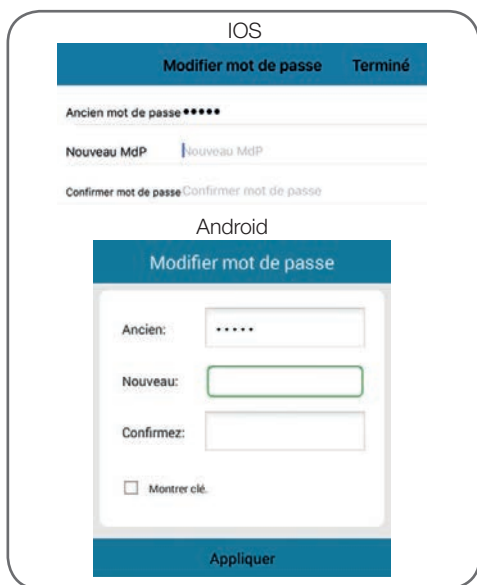 IOS
Modifier mot de passe Terminé
Ancien mot de passe •••••
Nouveau MdP Nouveau MdP
Confirmer mot de passe Confirmer mot de passe
Android
Modifier mot de passe
Ancien: •••••
Nouveau:
Confirmez:
Montrer clé.
Appliquer